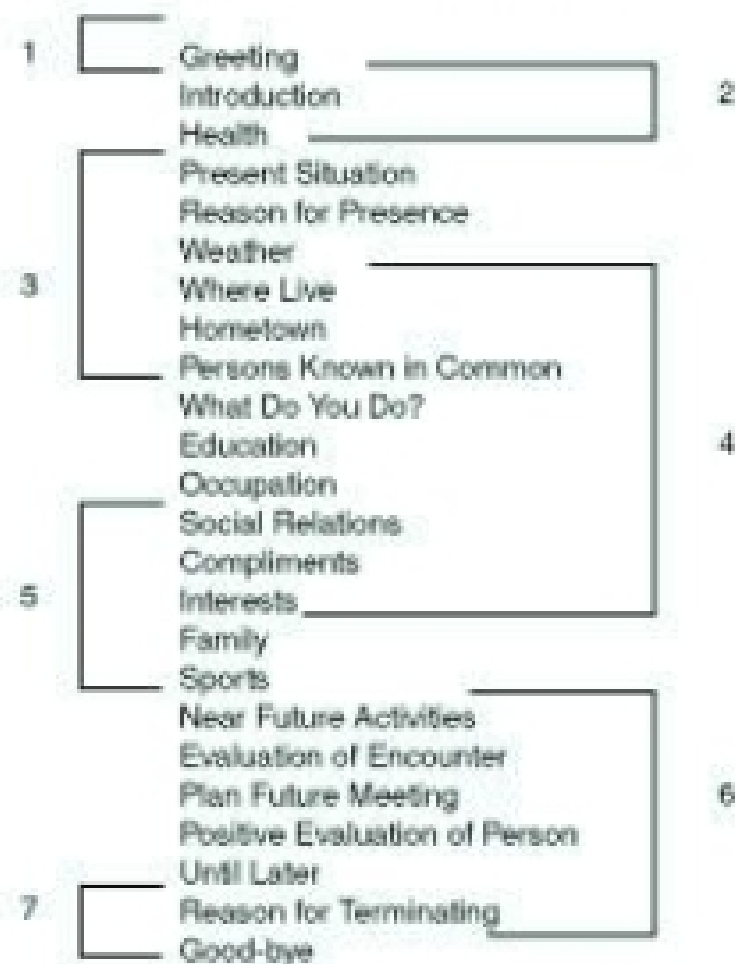 1
Greeting
2
Introduction
Health
Present Situation
Reason for Presence
Weather
3
Where Live
Hometown
Persons Known in Common
What Do You Do?
4
Education
Occupation
Social Relations
Compliments
5
Interests
Family
Sports
Near Future Activities
Evaluation of Encounter
6
Plan Future Meeting
Positive Evaluation of Person
Until Later
7
Reason for Terminating
Good-bye